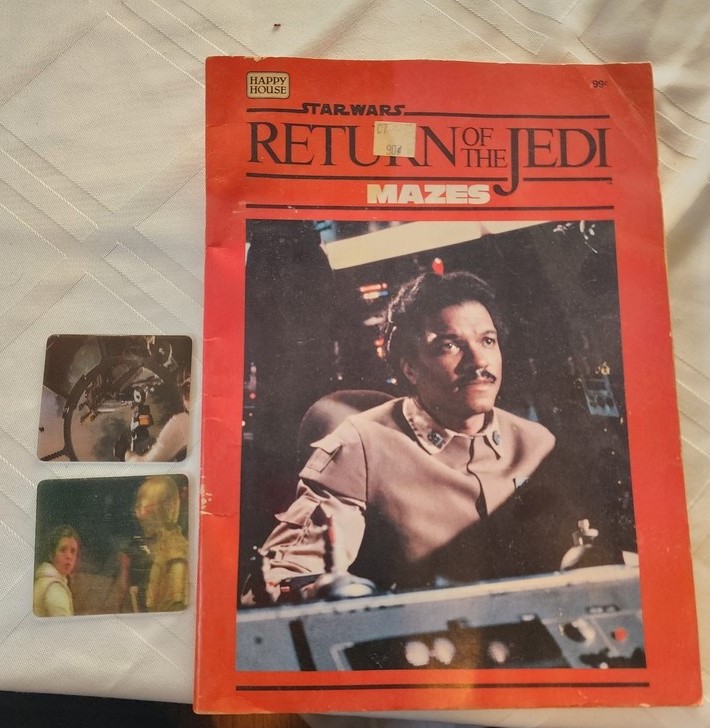 HAPPY
HOUSE
99¢
STAR WARS
RETURN OF THE JEDI
90¢
MAZES